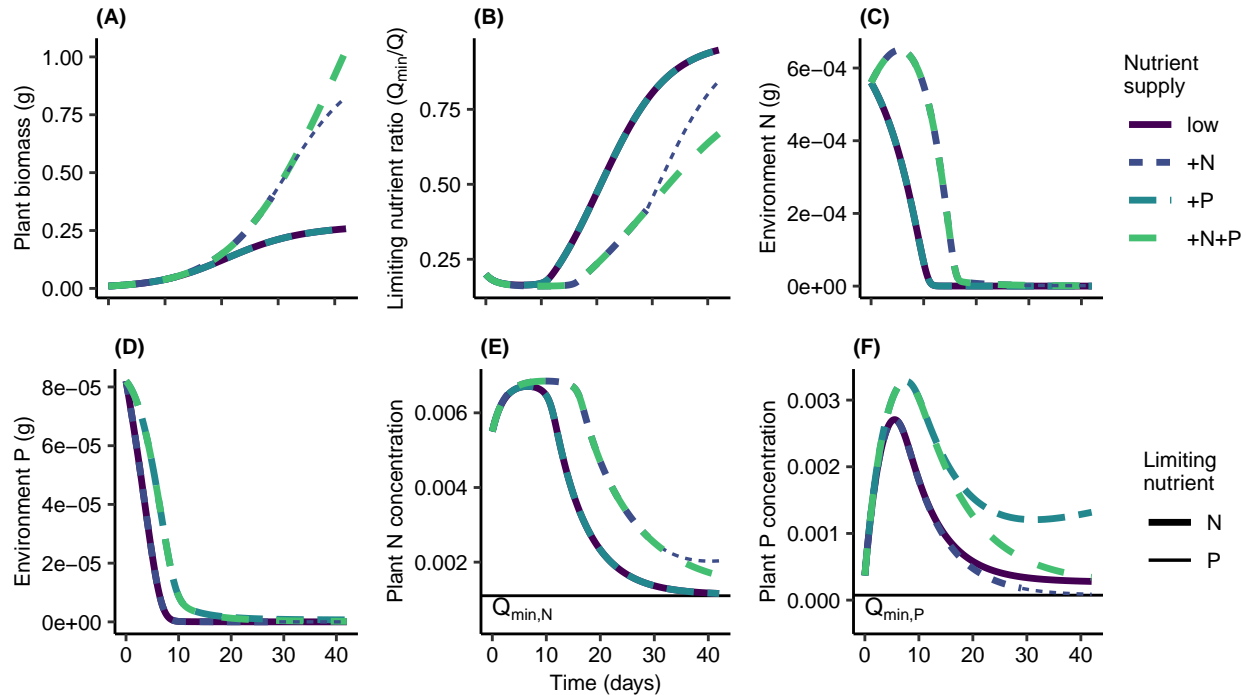 (A)
Plant biomass (g)
1.00
0.75
0.50
0.25
0.00
(B)
Limiting nutrient ratio (Qmin/Q)
0.75
0.50
0.25
(C)
Environment N (g)
6e−04
4e−04
2e−04
0e+00
Nutrient
supply
low
+N
+P
+N+P
(D)
Environment P (g)
8e−05
6e−05
4e−05
2e−05
0e+00
0 10 20 30 40
(E)
Plant N concentration
0.006
0.004
0.002
Qmin,N
0 10 20 30 40
Time (days)
(F)
Plant P concentration
0.003
0.002
0.001
0.000
Qmin,P
0 10 20 30 40
Limiting
nutrient
N
P